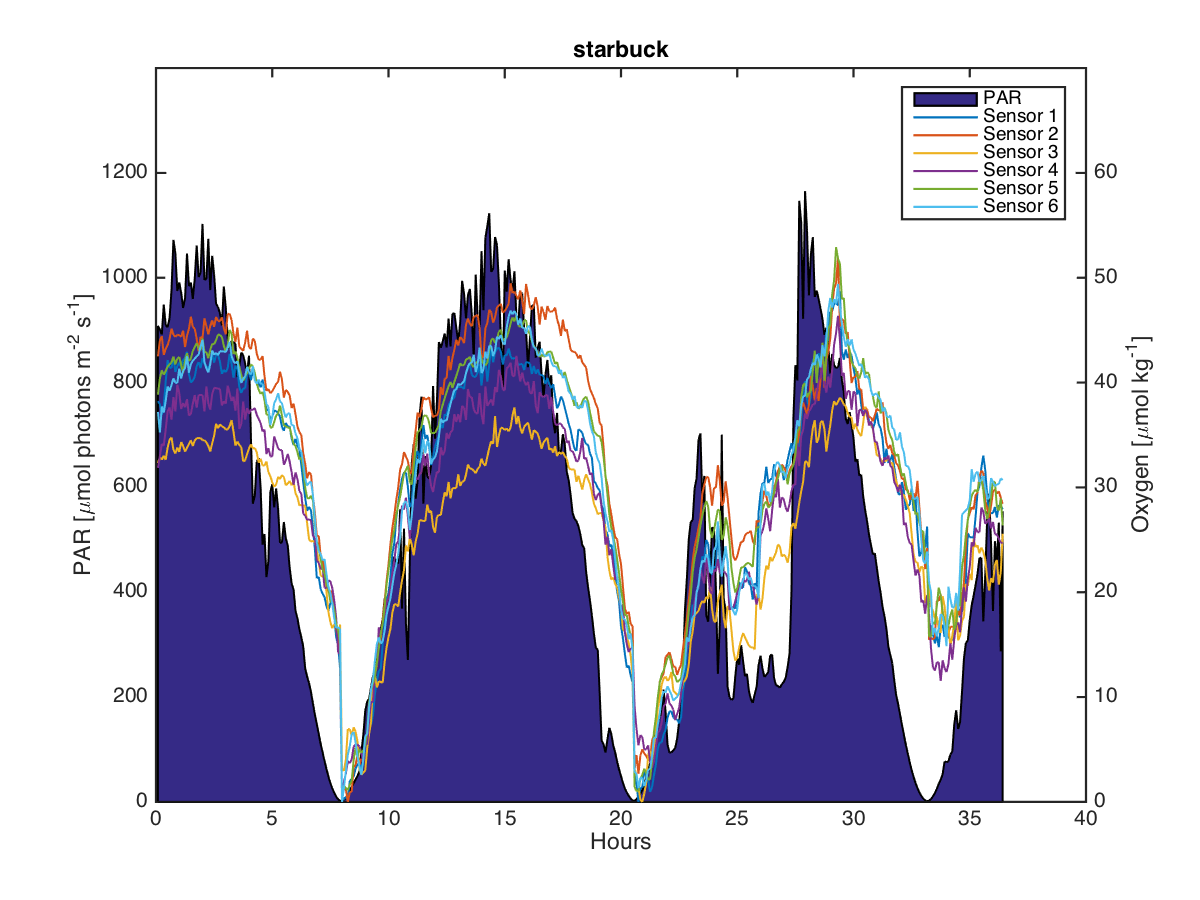 starbuck
PAR
Sensor 1
Sensor 2
Sensor 3
Sensor 4
Sensor 5
Sensor 6
PAR [μmol photons m⁻² s⁻¹]
1200
1000
800
600
400
200
0
Oxygen [μmol kg⁻¹]
60
50
40
30
20
10
0
0 5 10 15 20 25 30 35 40
Hours